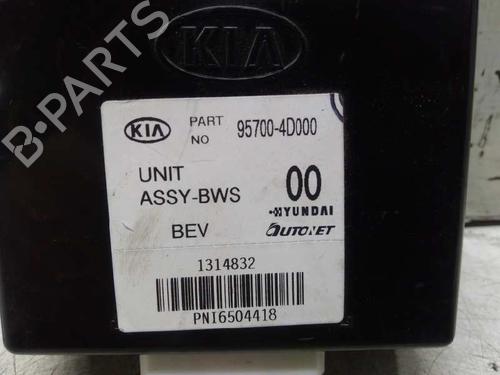 KIA
KIA PART NO 95700-4D000
UNIT ASSY-BWS 00
HYUNDAI
BEV AUTONET
1314832
PNI6504418
B-PARTS